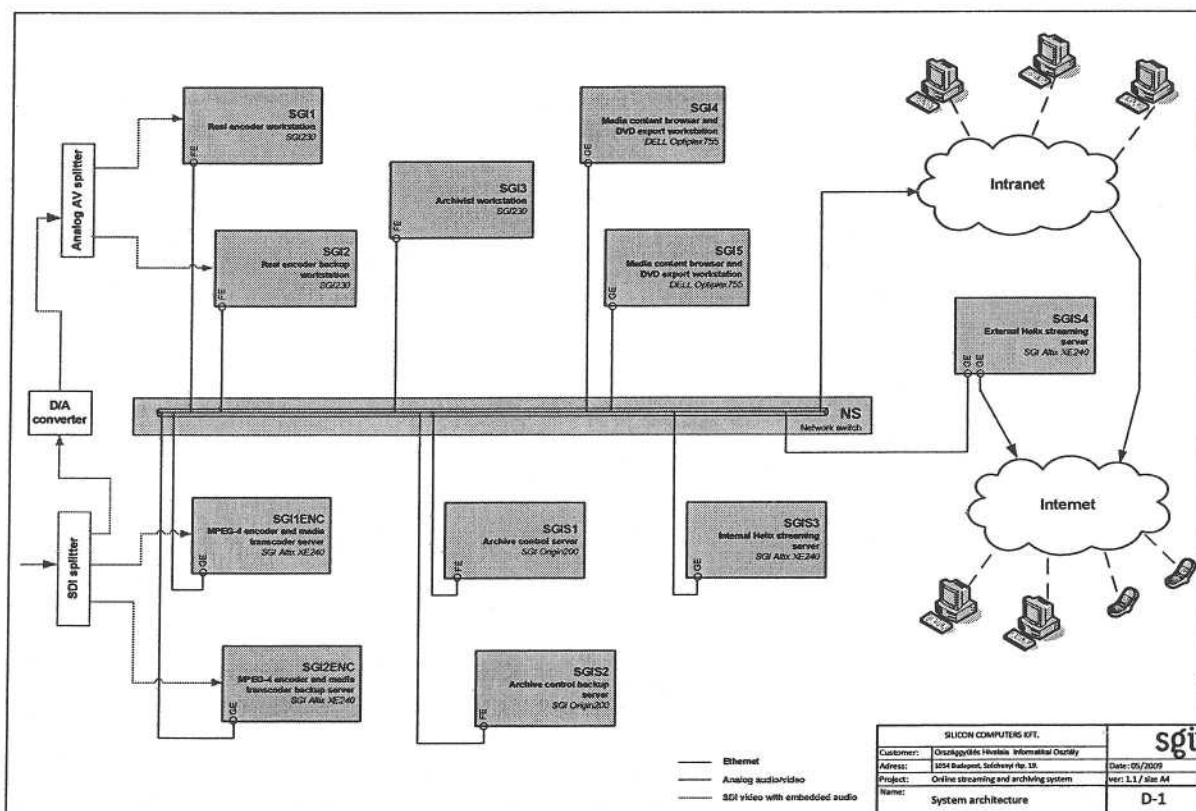 SGI1
Real encoder workstation
SGI230
FE
SGI4
Media content browser and
DVD export workstation
DELL Optiplex755
GE
Analog AV splitter
SGI3
Archivist workstation
SGI230
FE
Intranet
SGI2
Real encoder backup
workstation
SGI230
FE
SGI5
Media content browser and
DVD export workstation
DELL Optiplex755
GE
SGIS4
External Helix streaming
server
SGI Altix XE240
GE
GE
D/A
converter
NS
Network switch
SDI splitter
SGI1ENC
MPEG-4 encoder and media
transcoder server
SGI Altix XE240
GE
SGIS1
Archive control server
SGI Origin200
FE
SGIS3
Internal Helix streaming
server
SGI Altix XE240
GE
Internet
SGI2ENC
MPEG-4 encoder and media
transcoder backup server
SGI Altix XE240
GE
SGIS2
Archive control backup
server
SGI Origin200
FE
Ethernet
Analog audio/video
SDI video with embedded audio
SILICON COMPUTERS KFT.
sgi
Customer: Országgyűlés Hivatala Informatikai Osztály
Adress: 1054 Budapest, Széchenyi rkp. 19.
Date: 05/2009
Project: Online streaming and archiving system
ver: 1.1 / size A4
Name: System architecture
D-1